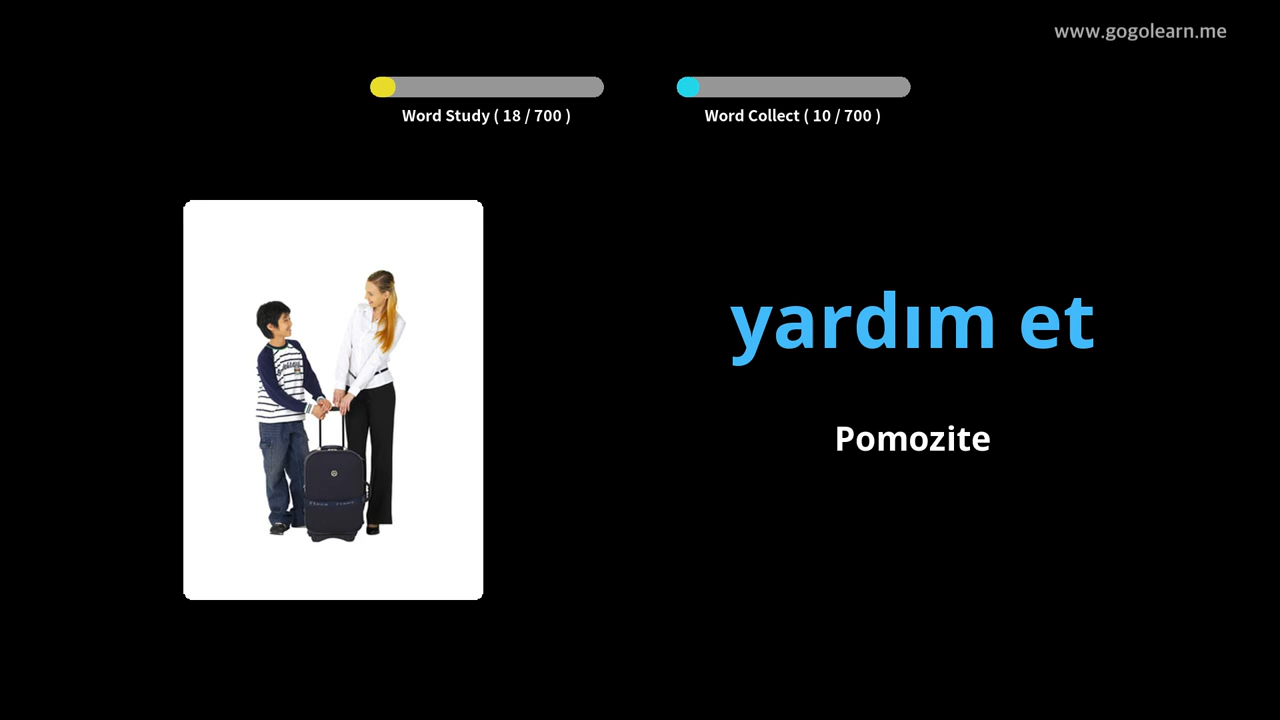 www.gogolearn.me
Word Study ( 18 / 700 )
Word Collect ( 10 / 700 )
yardım et
Pomozite